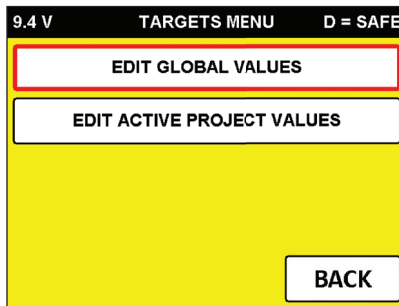 9.4 V TARGETS MENU D = SAFE
EDIT GLOBAL VALUES
EDIT ACTIVE PROJECT VALUES
BACK